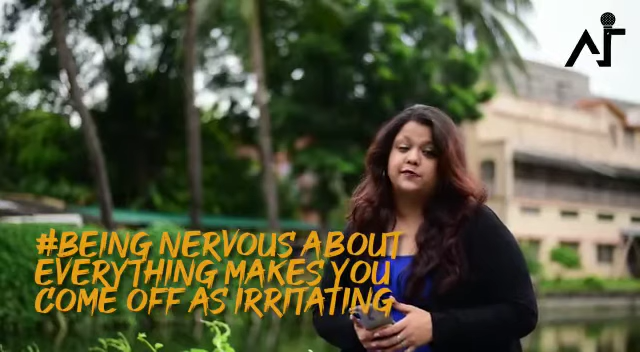 #BEING NERVOUS ABOUT
EVERYTHING MAKES YOU
COME OFF AS IRRITATING